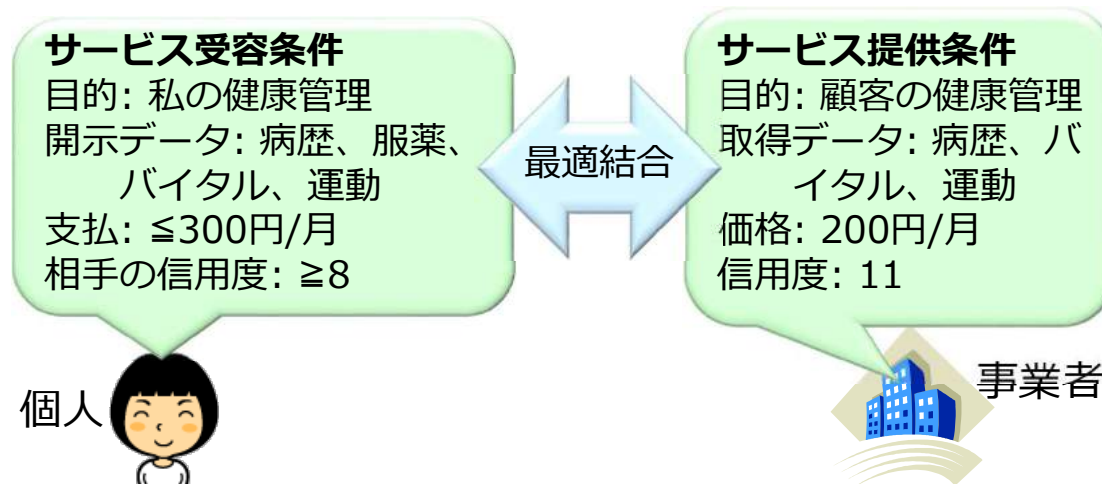 サービス受容条件
目的: 私の健康管理
開示データ: 病歴、服薬、
バイタル、運動
支払: ≦300円/月
相手の信用度: ≧8
最適結合
サービス提供条件
目的: 顧客の健康管理
取得データ: 病歴、バ
イタル、運動
価格: 200円/月
信用度: 11
個人
事業者